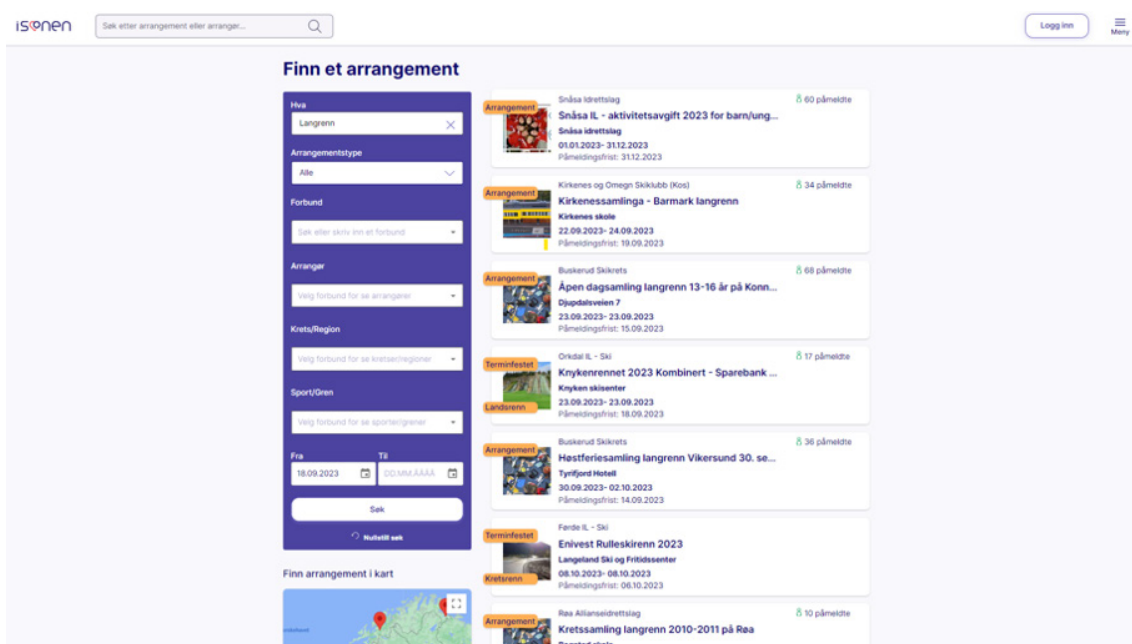 isonen
Søk etter arrangement eller arrangør...
Logg inn
Meny
Finn et arrangement
Hva
Langrenn
Arrangementstype
Alle
Forbund
Søk eller skriv inn et forbund
Arrangør
Velg forbund for se arrangører
Krets/Region
Velg forbund for se kretser/regioner
Sport/Gren
Velg forbund for se sporter/grener
Fra
Til
18.09.2023
DD.MM.ÅÅÅÅ
Søk
Nullstill søk
Finn arrangement i kart
Arrangement
Snåsa Idrettslag
60 påmeldte
Snåsa IL - aktivitetsavgift 2023 for barn/ung...
Snåsa idrettslag
01.01.2023- 31.12.2023
Påmeldingsfrist: 31.12.2023
Arrangement
Kirkenes og Omegn Skiklubb (Kos)
34 påmeldte
Kirkenessamlinga - Barmark langrenn
Kirkenes skole
22.09.2023- 24.09.2023
Påmeldingsfrist: 19.09.2023
Arrangement
Buskerud Skikrets
68 påmeldte
Åpen dagsamling langrenn 13-16 år på Konn...
Djupdalsveien 7
23.09.2023- 23.09.2023
Påmeldingsfrist: 15.09.2023
Terminfestet
Landsrenn
Orkdal IL - Ski
17 påmeldte
Knykenrennet 2023 Kombinert - Sparebank ...
Knyken skisenter
23.09.2023- 23.09.2023
Påmeldingsfrist: 18.09.2023
Arrangement
Buskerud Skikrets
36 påmeldte
Høstferiesamling langrenn Vikersund 30. se...
Tyrifjord Hotell
30.09.2023- 02.10.2023
Påmeldingsfrist: 14.09.2023
Terminfestet
Kretsrenn
Førde IL - Ski
Enivest Rulleskirenn 2023
Langeland Ski og Fritidssenter
08.10.2023- 08.10.2023
Påmeldingsfrist: 06.10.2023
Arrangement
Røa Allianseidrettslag
10 påmeldte
Kretssamling langrenn 2010-2011 på Røa